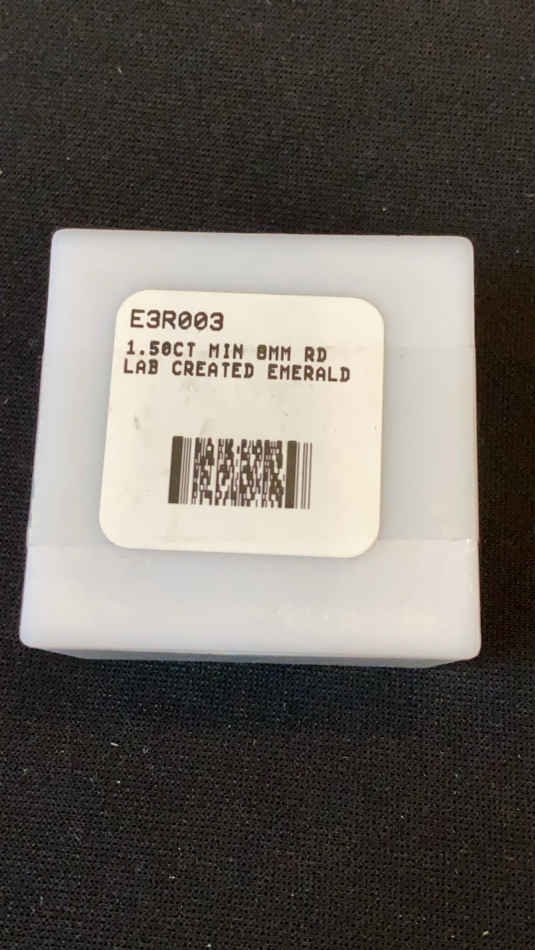 E3R003
1.50CT MIN 8MM RD
LAB CREATED EMERALD